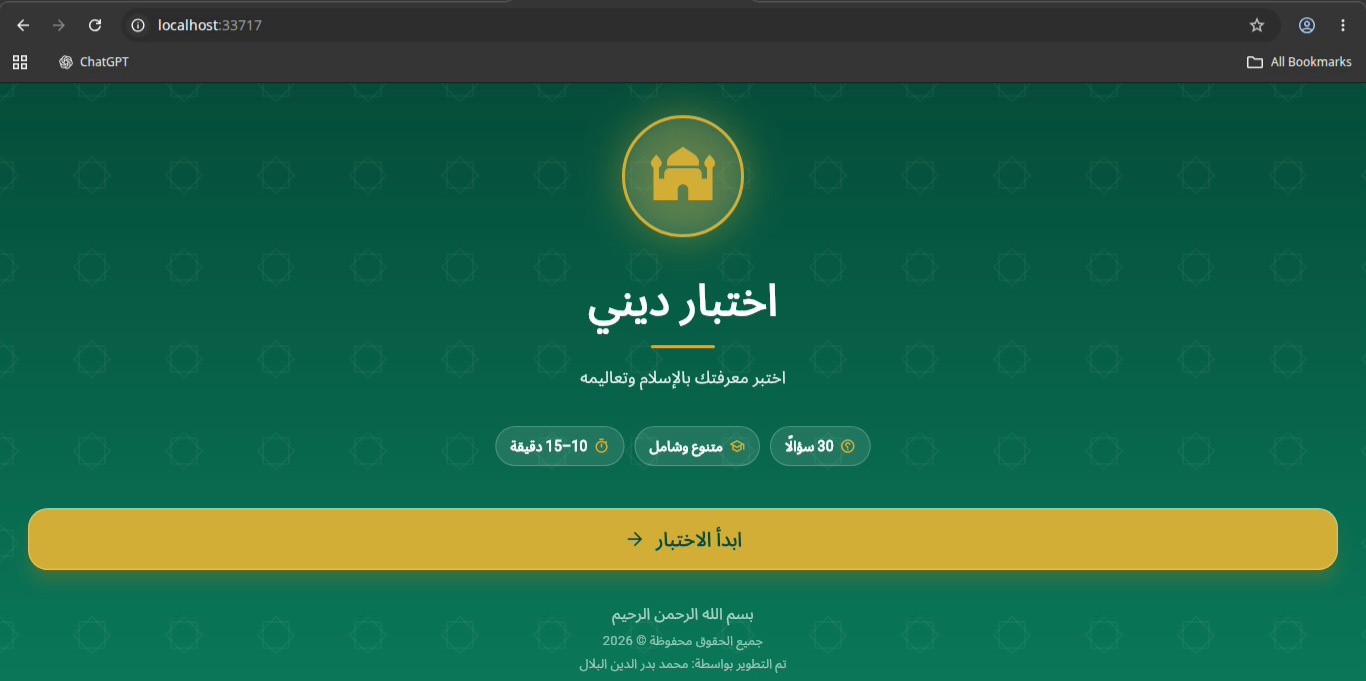 localhost:33717
ChatGPT
All Bookmarks
اختبار ديني
اختبر معرفتك بالإسلام وتعاليمه
30 سؤالًا
متنوع وشامل
10–15 دقيقة
ابدأ الاختبار →
بسم الله الرحمن الرحيم
جميع الحقوق محفوظة © 2026
تم التطوير بواسطة: محمد بدر الدين البلال